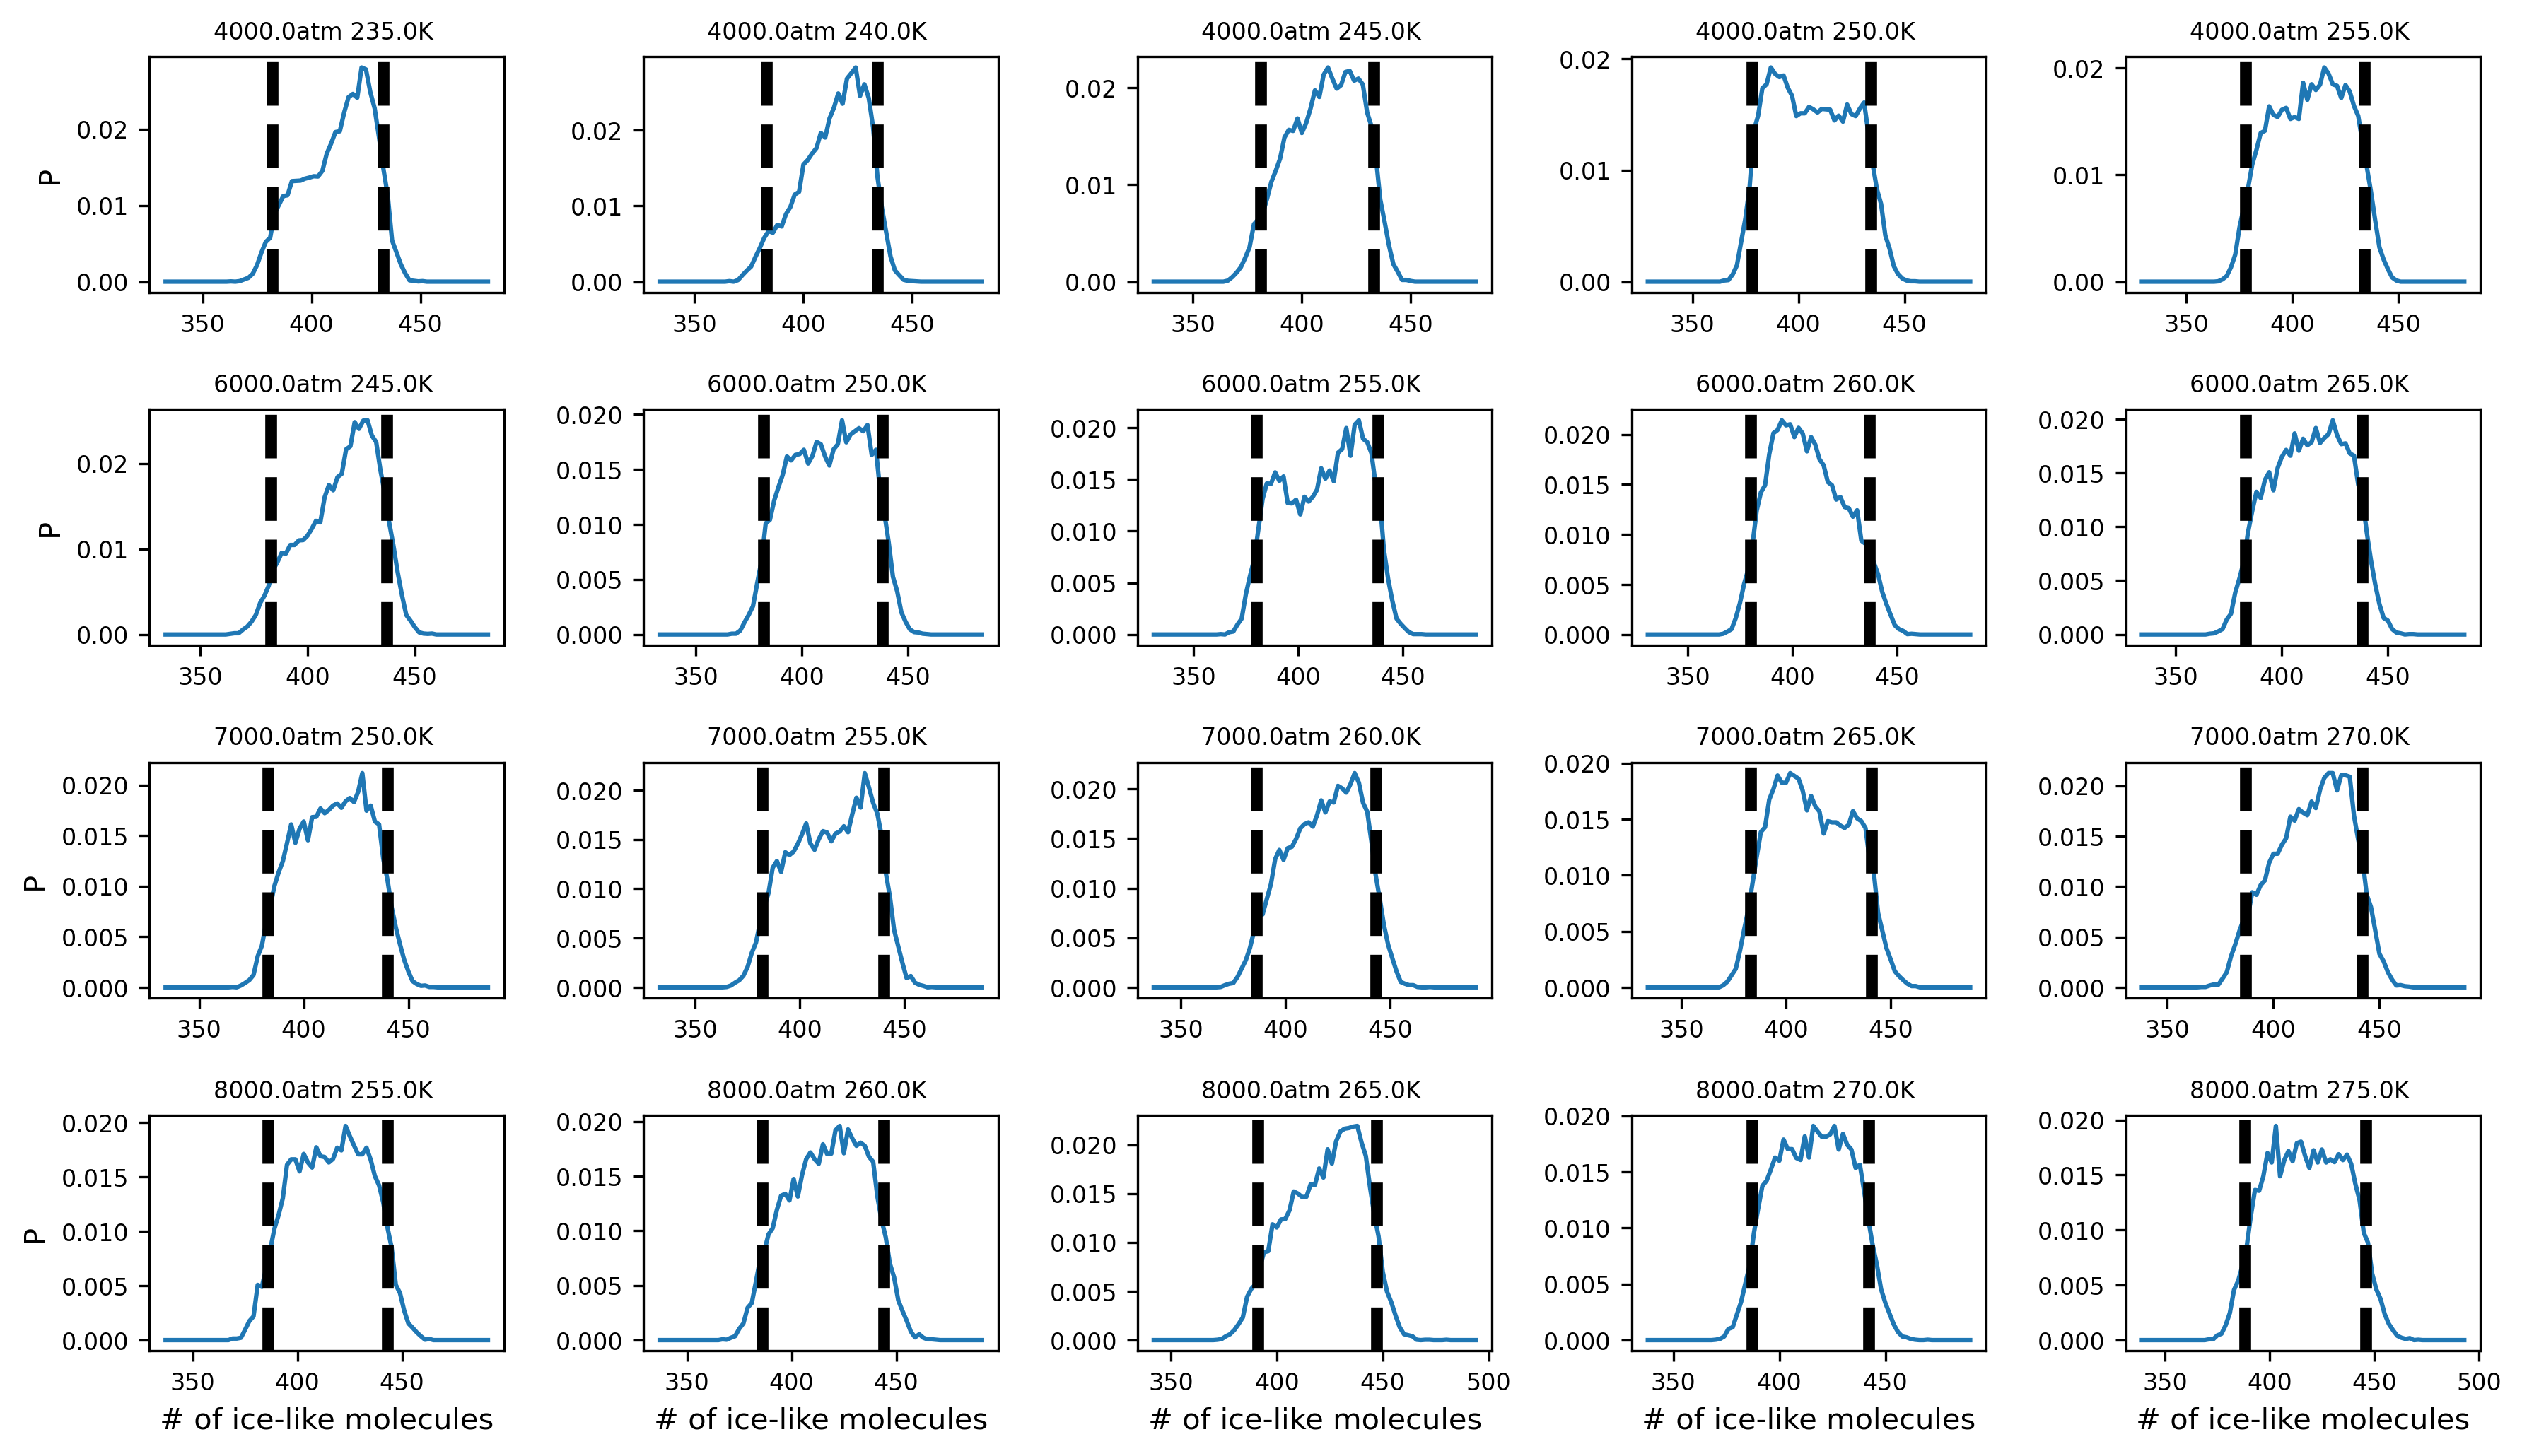 4000.0atm 235.0K
4000.0atm 240.0K
4000.0atm 245.0K
4000.0atm 250.0K
4000.0atm 255.0K
P
0.02
0.01
0.00
350 400 450
0.02
0.01
0.00
350 400 450
0.02
0.01
0.00
350 400 450
0.02
0.01
0.00
350 400 450
0.02
0.01
0.00
350 400 450
6000.0atm 245.0K
6000.0atm 250.0K
6000.0atm 255.0K
6000.0atm 260.0K
6000.0atm 265.0K
P
0.02
0.01
0.00
350 400 450
0.020
0.015
0.010
0.005
0.000
350 400 450
0.020
0.015
0.010
0.005
0.000
350 400 450
0.020
0.015
0.010
0.005
0.000
350 400 450
0.020
0.015
0.010
0.005
0.000
350 400 450
7000.0atm 250.0K
7000.0atm 255.0K
7000.0atm 260.0K
7000.0atm 265.0K
7000.0atm 270.0K
P
0.020
0.015
0.010
0.005
0.000
350 400 450
0.020
0.015
0.010
0.005
0.000
350 400 450
0.020
0.015
0.010
0.005
0.000
350 400 450
0.020
0.015
0.010
0.005
0.000
350 400 450
0.020
0.015
0.010
0.005
0.000
350 400 450
8000.0atm 255.0K
8000.0atm 260.0K
8000.0atm 265.0K
8000.0atm 270.0K
8000.0atm 275.0K
P
0.020
0.015
0.010
0.005
0.000
350 400 450
# of ice-like molecules
0.020
0.015
0.010
0.005
0.000
350 400 450
# of ice-like molecules
0.020
0.015
0.010
0.005
0.000
350 400 450 500
# of ice-like molecules
0.020
0.015
0.010
0.005
0.000
350 400 450
# of ice-like molecules
0.020
0.015
0.010
0.005
0.000
350 400 450 500
# of ice-like molecules